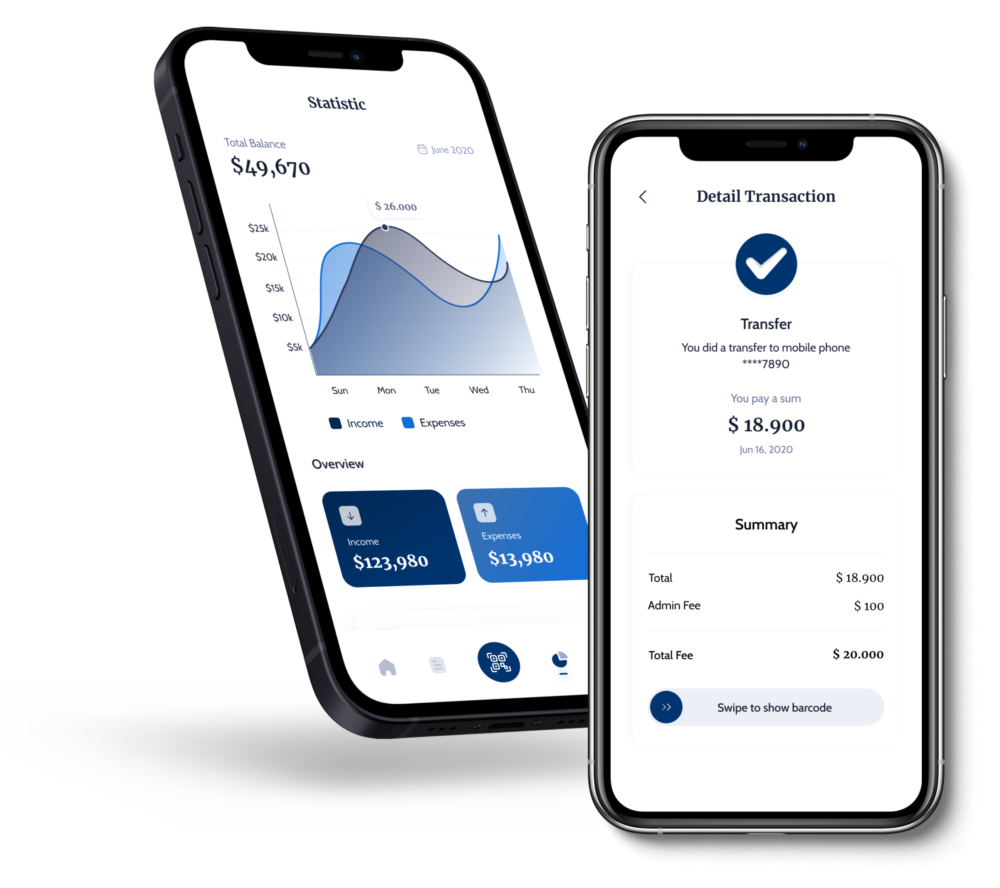 Statistic
Total Balance
June 2020
$49,670
$ 26.000
$25k
$20k
$15k
$10k
$5k
Sun Mon Tue Wed Thu
Income Expenses
Overview
Income
$123,980
Expenses
$13,980
Detail Transaction
Transfer
You did a transfer to mobile phone
****7890
You pay a sum
$ 18.900
Jun 16, 2020
Summary
Total $ 18.900
Admin Fee $ 100
Total Fee $ 20.000
Swipe to show barcode